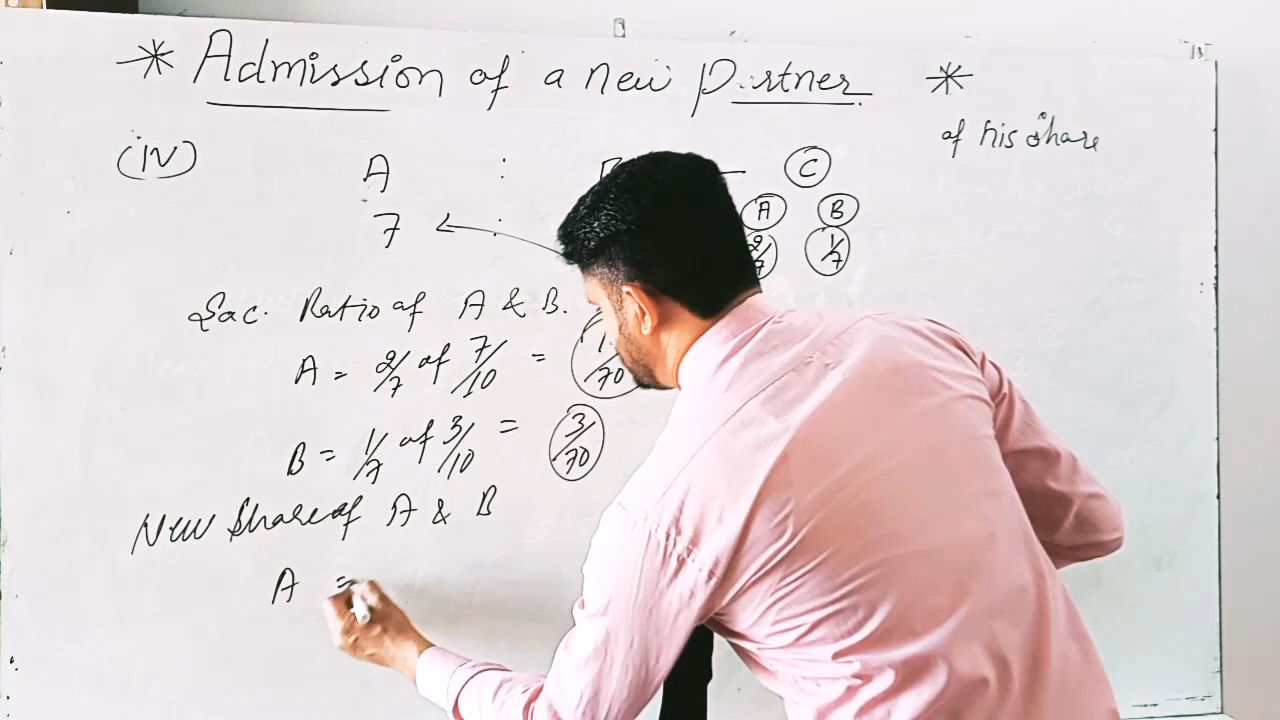 * Admission of a new Partner *
of his share
(iv) A : C
7 ← : A B
2/7 1/7
Sac. Ratio of A & B.
A = 2/7 of 7/10 = /70
B = 1/7 of 3/10 = 3/70
New Share of A & B
A =